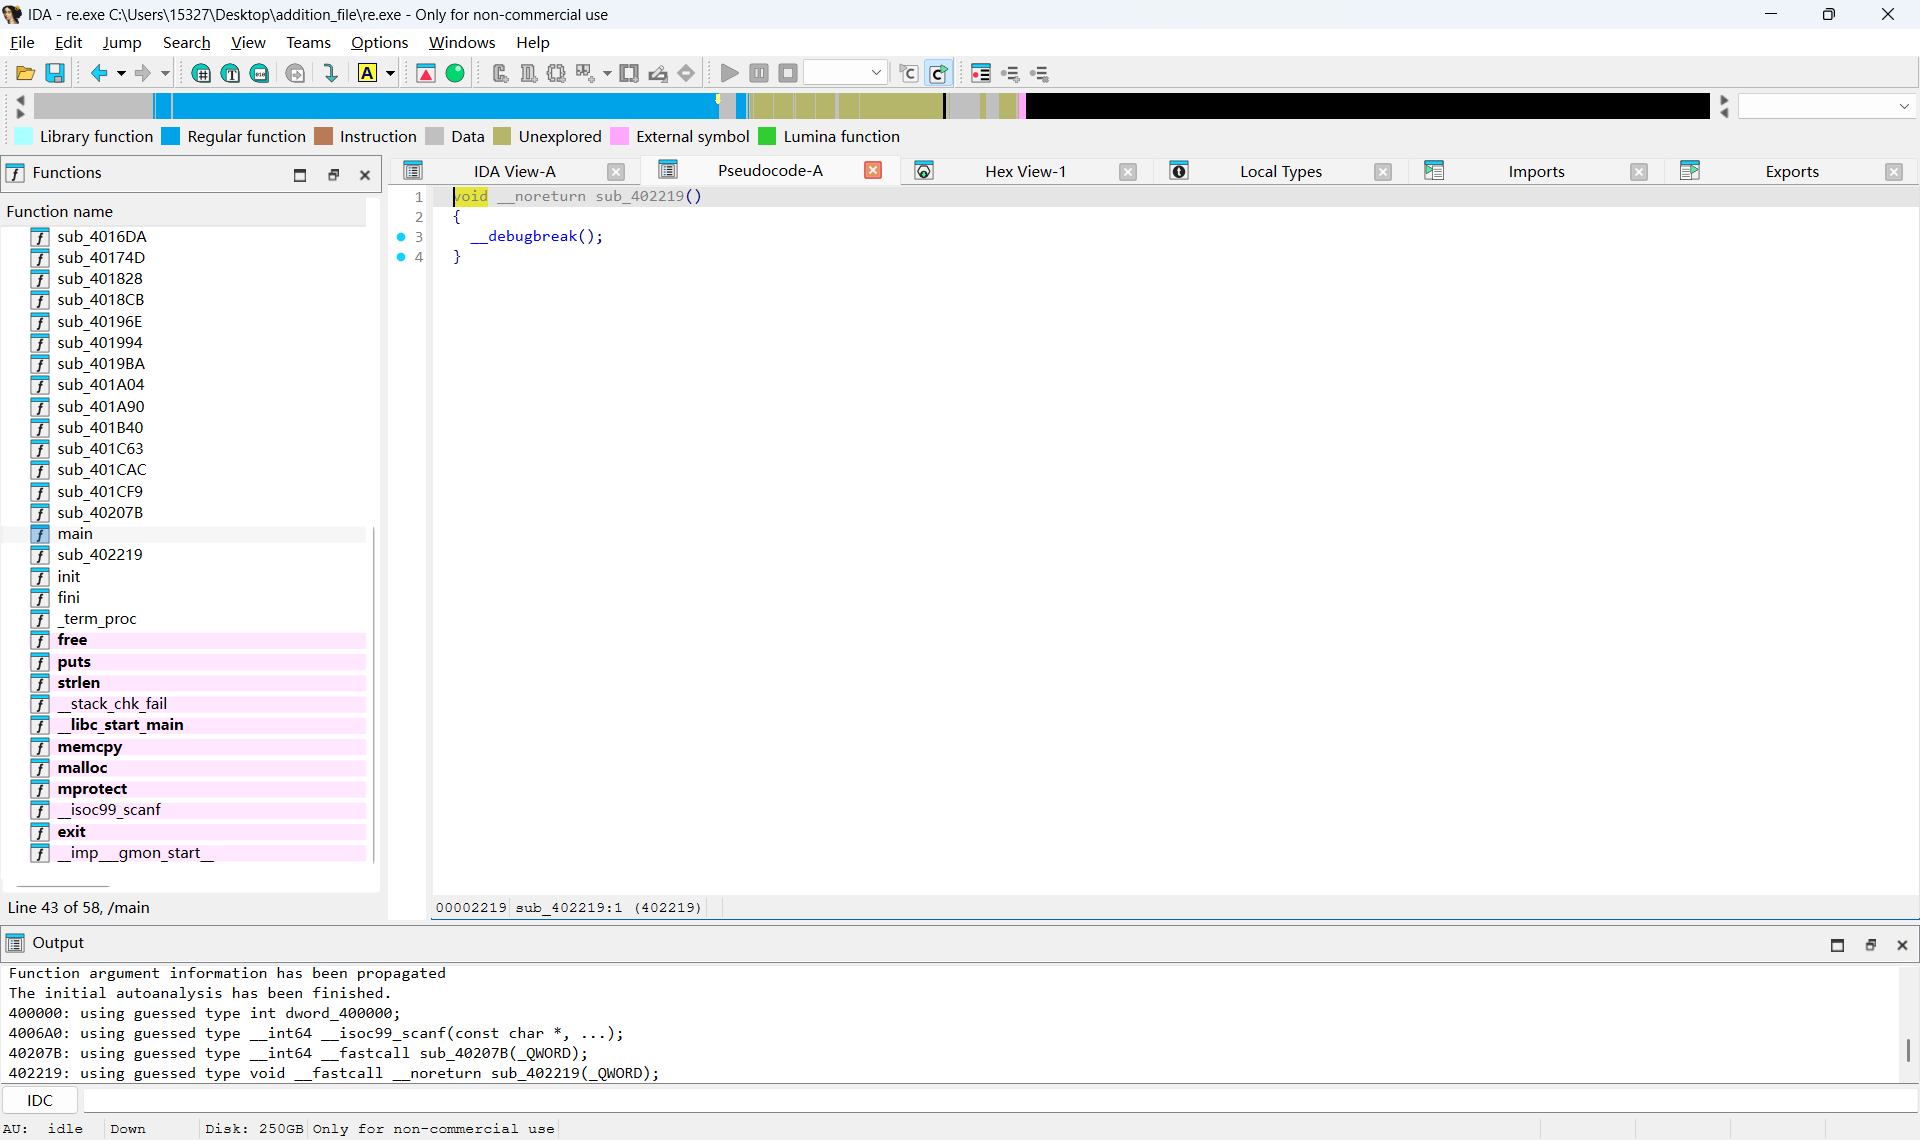 IDA - re.exe C:\Users\15327\Desktop\addition_file\re.exe - Only for non-commercial use
File Edit Jump Search View Teams Options Windows Help
Library function Regular function Instruction Data Unexplored External symbol Lumina function
Functions
Function name
sub_4016DA
sub_40174D
sub_401828
sub_4018CB
sub_40196E
sub_401994
sub_4019BA
sub_401A04
sub_401A90
sub_401B40
sub_401C63
sub_401CAC
sub_401CF9
sub_40207B
main
sub_402219
init
fini
_term_proc
free
puts
strlen
__stack_chk_fail
__libc_start_main
memcpy
malloc
mprotect
__isoc99_scanf
exit
__imp___gmon_start__
Line 43 of 58, /main
IDA View-A Pseudocode-A Hex View-1 Local Types Imports Exports
1 void __noreturn sub_402219()
2 {
3 __debugbreak();
4 }
00002219 sub_402219:1 (402219)
Output
Function argument information has been propagated
The initial autoanalysis has been finished.
400000: using guessed type int dword_400000;
4006A0: using guessed type __int64 __isoc99_scanf(const char *, ...);
40207B: using guessed type __int64 __fastcall sub_40207B(_QWORD);
402219: using guessed type void __fastcall __noreturn sub_402219(_QWORD);
IDC
AU: idle Down Disk: 250GB Only for non-commercial use